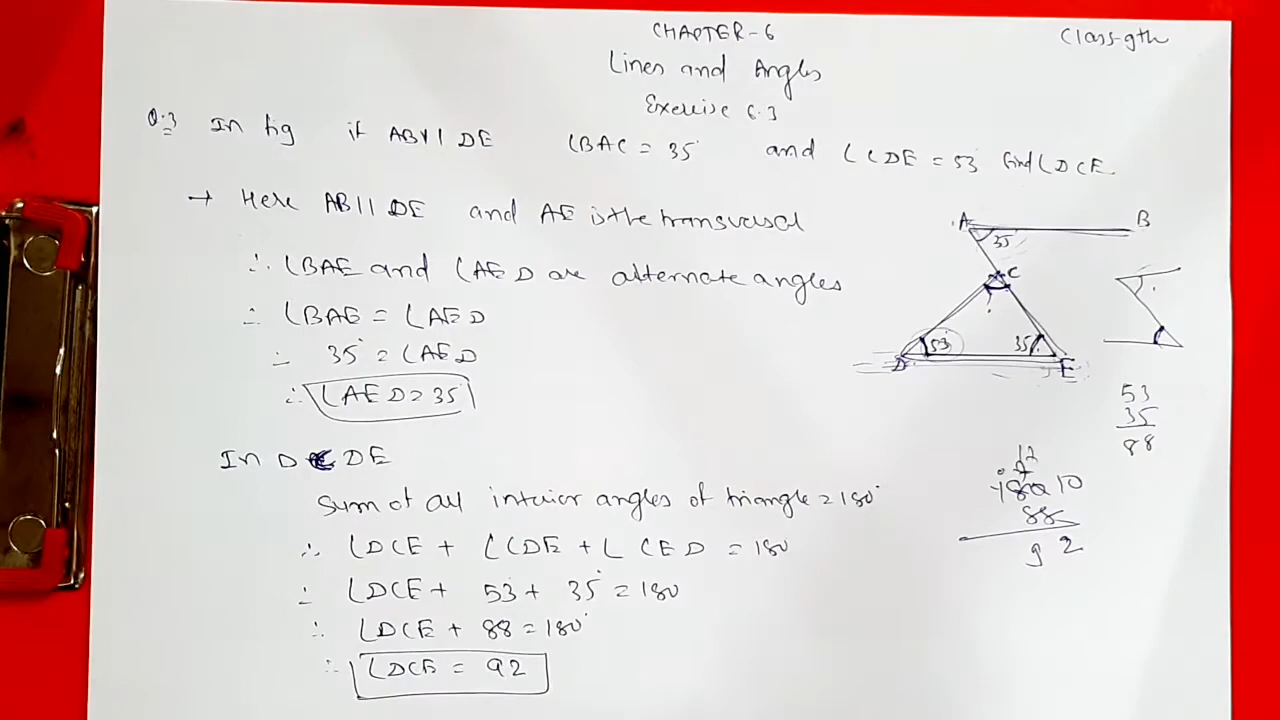 CHAPTER-6
Class-9th
Lines and Angles
Exercise 6.3
Q.3 In fig if AB || DE ∠BAC = 35° and ∠CDE = 53° find ∠DCE.
→ Here AB || DE and AE is the transversal
∴ ∠BAE and ∠AED are alternate angles
∴ ∠BAE = ∠AED
∴ 35° = ∠AED
∴ ∠AED = 35°
In △CDE
Sum of all interior angles of triangle = 180°
∴ ∠DCE + ∠CDE + ∠CED = 180
∴ ∠DCE + 53° + 35° = 180
∴ ∠DCE + 88 = 180°
∴ ∠DCE = 92
A B
35
C
?
53° 35°
D E
53
35
88
180 10
88
92